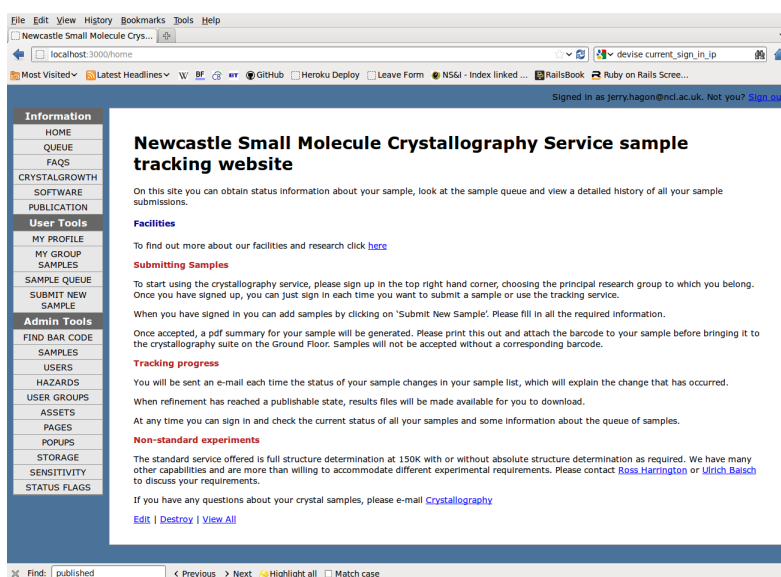 File Edit View History Bookmarks Tools Help
Newcastle Small Molecule Crys...
localhost:3000/home
devise current_sign_in_ip
Most Visited Latest Headlines W BF GitHub Heroku Deploy Leave Form NS&I - Index linked ... RailsBook Ruby on Rails Scree...
Signed in as jerry.hagon@ncl.ac.uk. Not you? Sign ou
Information
HOME
QUEUE
FAQS
CRYSTALGROWTH
SOFTWARE
PUBLICATION
User Tools
MY PROFILE
MY GROUP
SAMPLES
SAMPLE QUEUE
SUBMIT NEW
SAMPLE
Admin Tools
FIND BAR CODE
SAMPLES
USERS
HAZARDS
USER GROUPS
ASSETS
PAGES
POPUPS
STORAGE
SENSITIVITY
STATUS FLAGS
Newcastle Small Molecule Crystallography Service sample
tracking website
On this site you can obtain status information about your sample, look at the sample queue and view a detailed history of all your sample
submissions.
Facilities
To find out more about our facilities and research click here
Submitting Samples
To start using the crystallography service, please sign up in the top right hand corner, choosing the principal research group to which you belong.
Once you have signed up, you can just sign in each time you want to submit a sample or use the tracking service.
When you have signed in you can add samples by clicking on ‘Submit New Sample’. Please fill in all the required information.
Once accepted, a pdf summary for your sample will be generated. Please print this out and attach the barcode to your sample before bringing it to
the crystallography suite on the Ground Floor. Samples will not be accepted without a corresponding barcode.
Tracking progress
You will be sent an e-mail each time the status of your sample changes in your sample list, which will explain the change that has occurred.
When refinement has reached a publishable state, results files will be made available for you to download.
At any time you can sign in and check the current status of all your samples and some information about the queue of samples.
Non-standard experiments
The standard service offered is full structure determination at 150K with or without absolute structure determination as required. We have many
other capabilities and are more than willing to accommodate different experimental requirements. Please contact Ross Harrington or Ulrich Baisch
to discuss your requirements.
If you have any questions about your crystal samples, please e-mail Crystallography
Edit | Destroy | View All
Find: published Previous Next Highlight all Match case